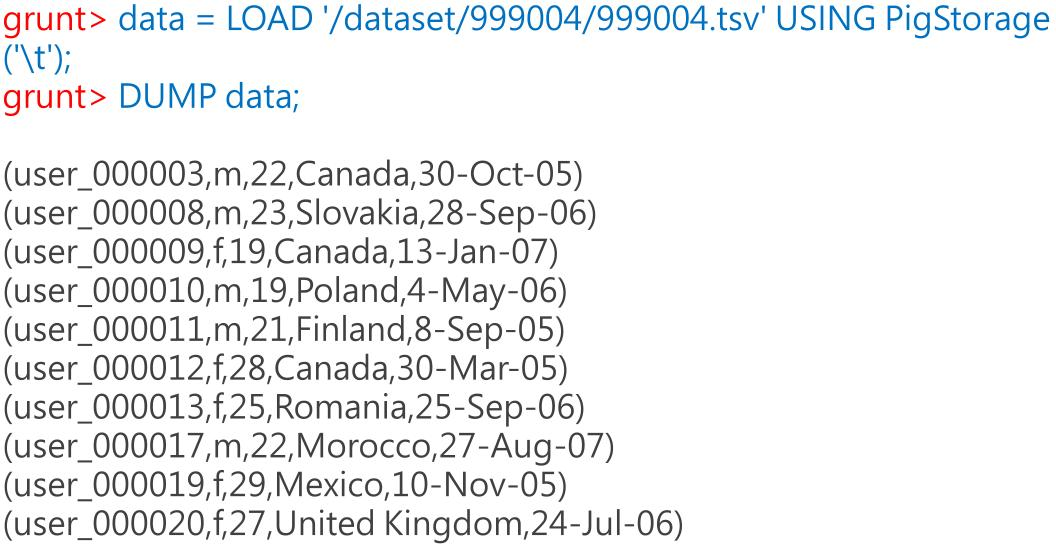 grunt> data = LOAD '/dataset/999004/999004.tsv' USING PigStorage
('\t');
grunt> DUMP data;
(user_000003,m,22,Canada,30-Oct-05)
(user_000008,m,23,Slovakia,28-Sep-06)
(user_000009,f,19,Canada,13-Jan-07)
(user_000010,m,19,Poland,4-May-06)
(user_000011,m,21,Finland,8-Sep-05)
(user_000012,f,28,Canada,30-Mar-05)
(user_000013,f,25,Romania,25-Sep-06)
(user_000017,m,22,Morocco,27-Aug-07)
(user_000019,f,29,Mexico,10-Nov-05)
(user_000020,f,27,United Kingdom,24-Jul-06)